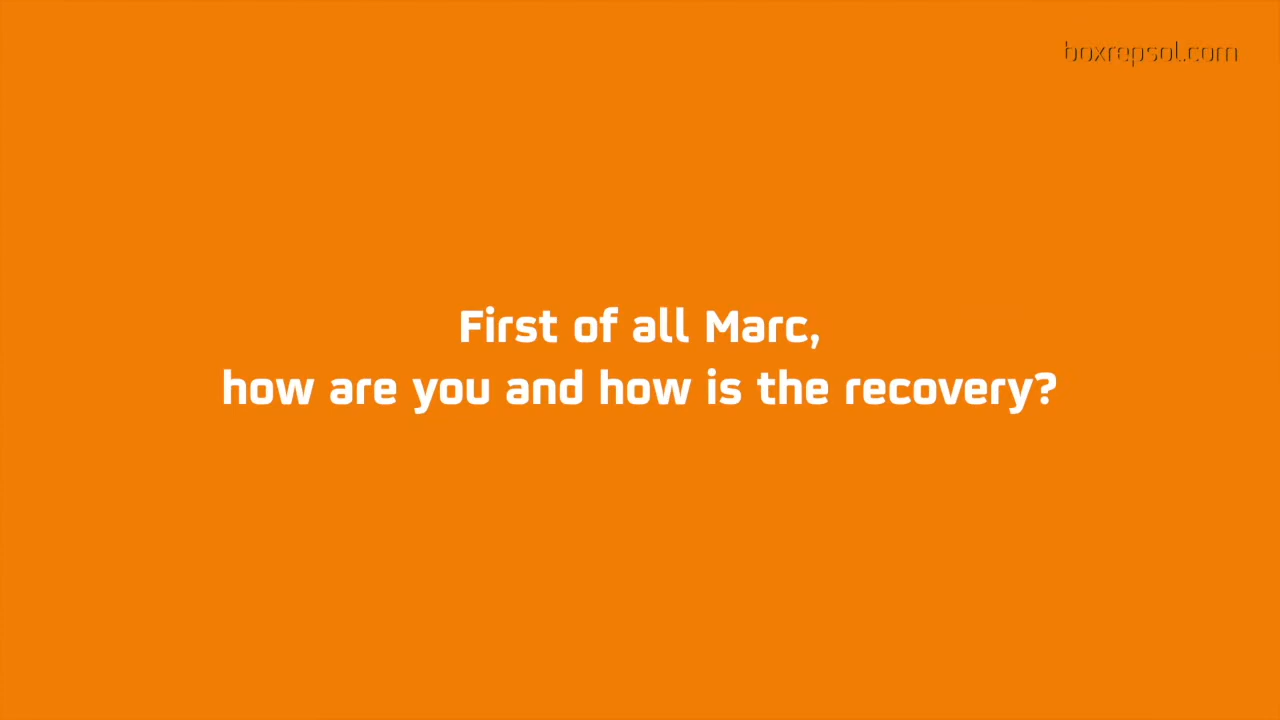 boxrepsol.com
First of all Marc,
how are you and how is the recovery?